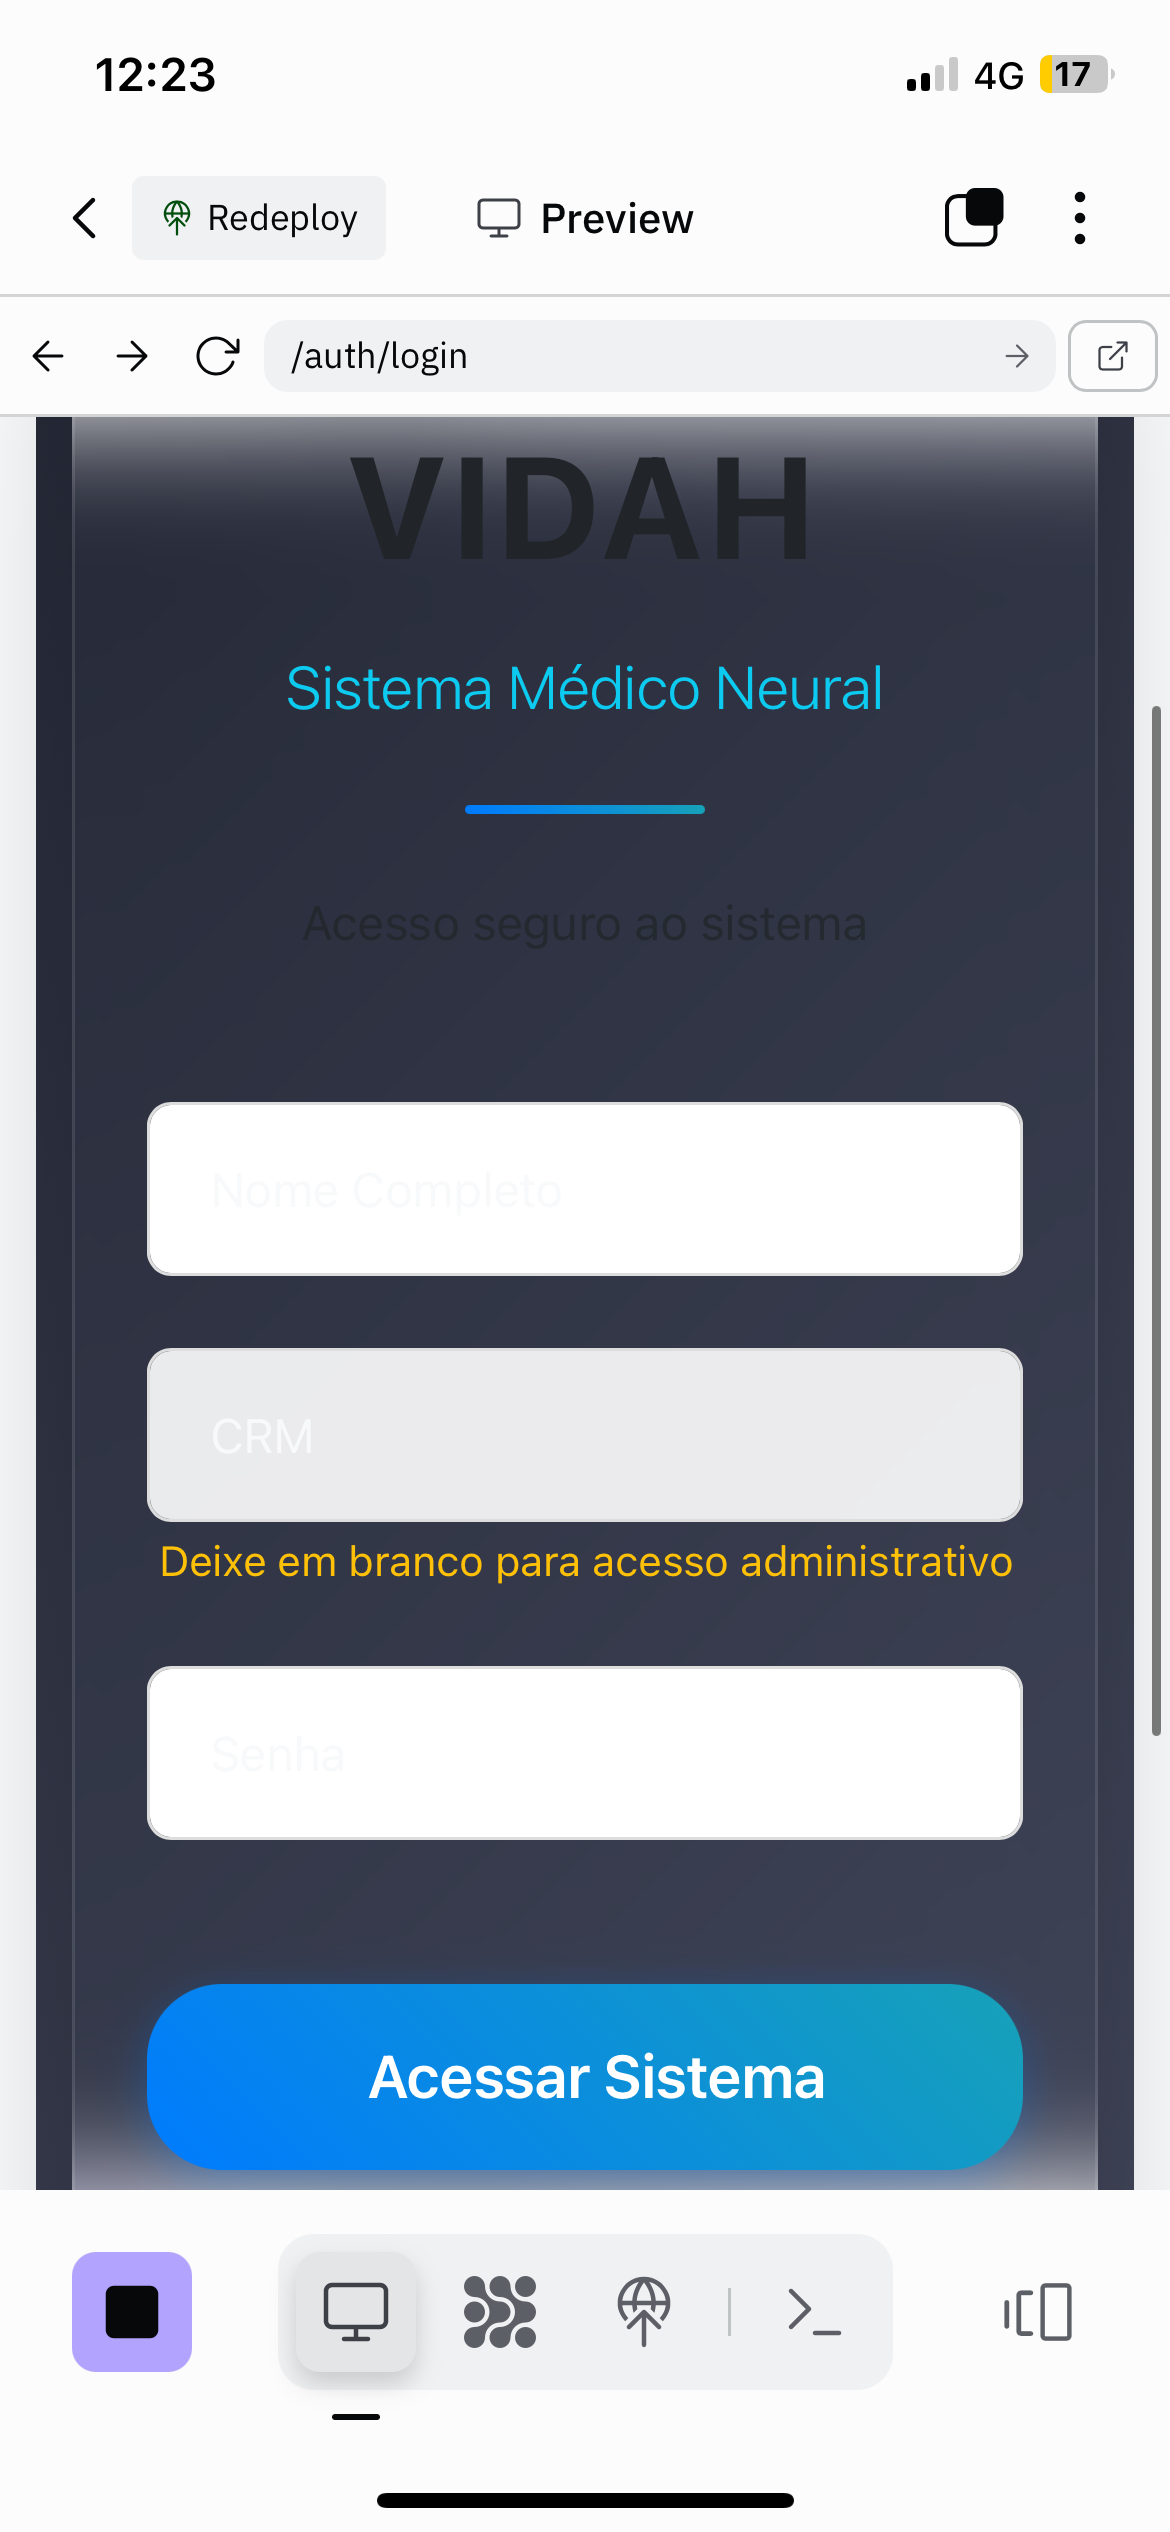 12:23
4G
17
Redeploy
Preview
/auth/login
VIDAH
Sistema Médico Neural
Acesso seguro ao sistema
Nome Completo
CRM
Deixe em branco para acesso administrativo
Senha
Acessar Sistema